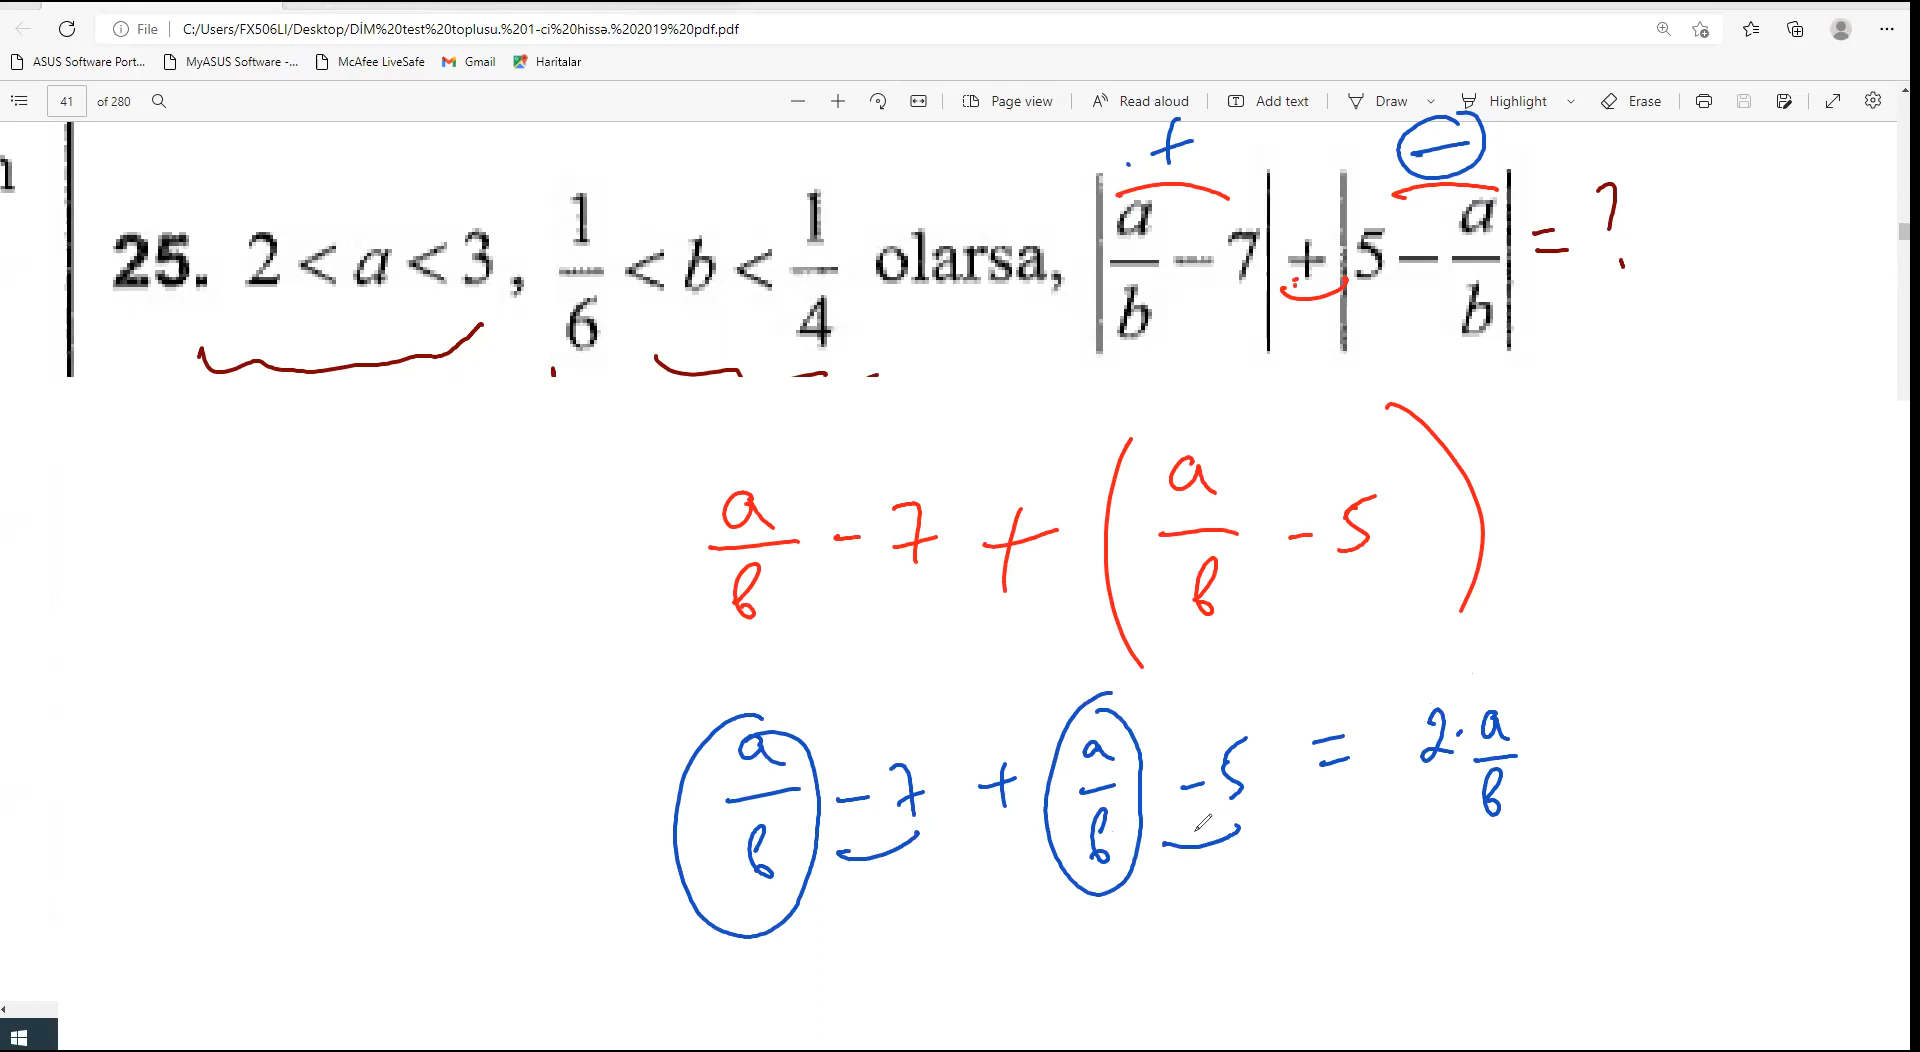 File C:/Users/FX506LI/Desktop/DİM%20test%20toplusu.%201-ci%20hissə.%202019%20pdf.pdf
ASUS Software Port... MyASUS Software -... McAfee LiveSafe Gmail Haritalar
41 of 280 Page view Read aloud Add text Draw Highlight Erase
+ −
25. 2 < a < 3, 1/6 < b < 1/4 olarsa, |a/b − 7| + |5 − a/b| = ?
a/b − 7 + (a/b − 5)
a/b − 7 + a/b − 5 = 2 · a/b